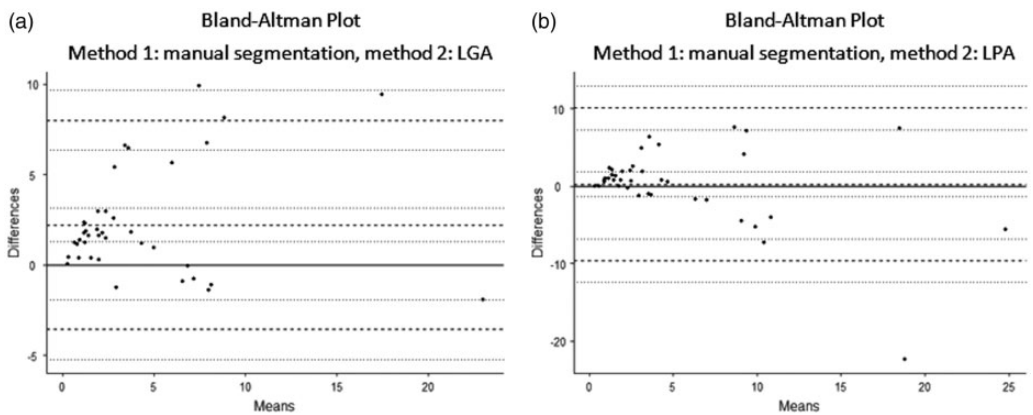 (a)
Bland-Altman Plot
Method 1: manual segmentation, method 2: LGA
10
5
0
-5
Differences
0 5 10 15 20
Means
(b)
Bland-Altman Plot
Method 1: manual segmentation, method 2: LPA
10
0
-10
-20
Differences
0 5 10 15 20 25
Means